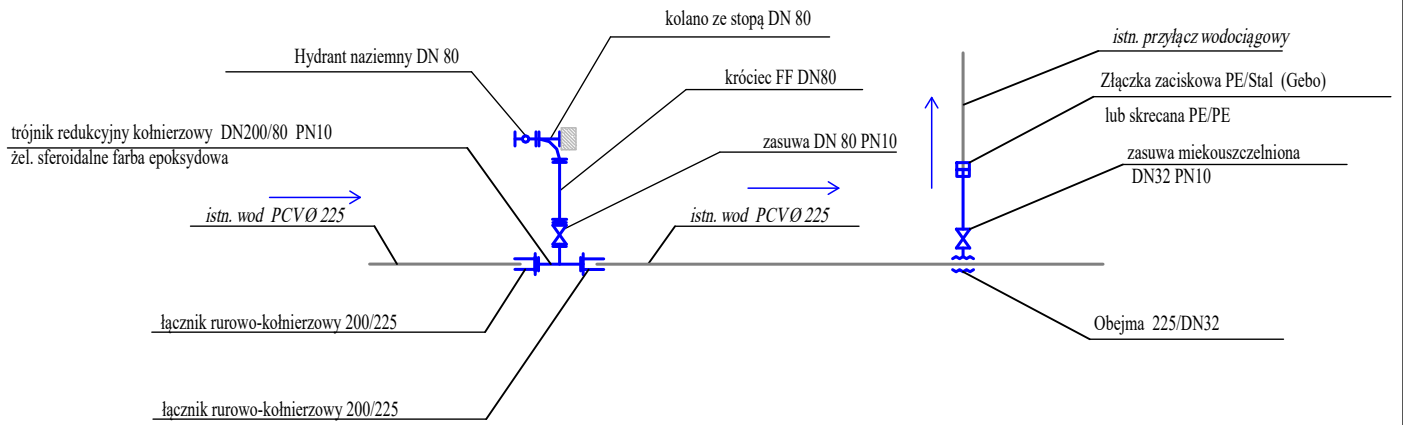 kolano ze stopą DN 80
istn. przyłącz wodociągowy
Hydrant naziemny DN 80
króciec FF DN80
Złączka zaciskowa PE/Stal (Gebo)
lub skrecana PE/PE
trójnik redukcyjny kołnierzowy DN200/80 PN10
żel. sferoidalne farba epoksydowa
zasuwa DN 80 PN10
zasuwa miekouszczelniona
DN32 PN10
istn. wod PCVØ 225
istn. wod PCVØ 225
łącznik rurowo-kołnierzowy 200/225
Obejma 225/DN32
łącznik rurowo-kołnierzowy 200/225